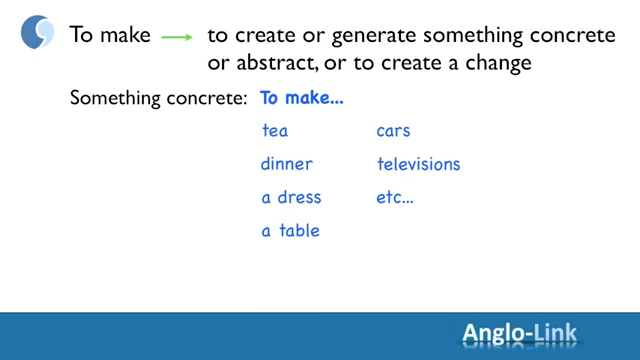 To make → to create or generate something concrete
or abstract, or to create a change
Something concrete: To make...
tea cars
dinner televisions
a dress etc...
a table
Anglo-Link